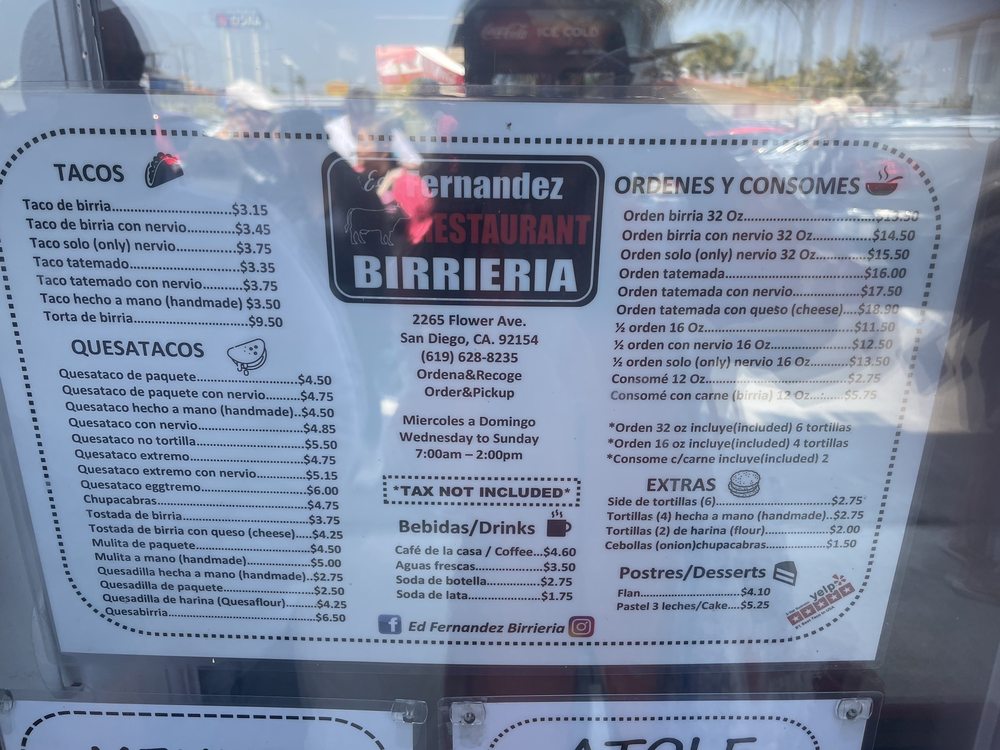 Coca-Cola ICE COLD
TACOS
Taco de birria.....$3.15
Taco de birria con nervio.....$3.45
Taco solo (only) nervio.....$3.75
Taco tatemado.....$3.35
Taco tatemado con nervio.....$3.75
Taco hecho a mano (handmade) $3.50
Torta de birria.....$9.50
QUESATACOS
Quesataco de paquete.....$4.50
Quesataco de paquete con nervio.....$4.75
Quesataco hecho a mano (handmade)..$4.50
Quesataco con nervio.....$4.85
Quesataco no tortilla.....$5.50
Quesataco extremo.....$4.75
Quesataco extremo con nervio.....$5.15
Quesataco eggtremo.....$6.00
Chupacabras.....$4.75
Tostada de birria.....$3.75
Tostada de birria con queso (cheese).....$4.25
Mulita de paquete.....$4.50
Mulita a mano (handmade).....$5.00
Quesadilla hecha a mano (handmade)..$2.75
Quesadilla de paquete.....$2.50
Quesadilla de harina (Quesaflour).....$4.25
Quesabirria.....$6.50
Fernandez
RESTAURANT
BIRRIERIA
2265 Flower Ave.
San Diego, CA. 92154
(619) 628-8235
Ordena&Recoge
Order&Pickup
Miercoles a Domingo
Wednesday to Sunday
7:00am – 2:00pm
*TAX NOT INCLUDED*
Bebidas/Drinks
Café de la casa / Coffee...$4.60
Aguas frescas.....$3.50
Soda de botella.....$2.75
Soda de lata.....$1.75
Ed Fernandez Birrieria
ORDENES Y CONSOMES
Orden birria 32 Oz.....
Orden birria con nervio 32 Oz.....$14.50
Orden solo (only) nervio 32 Oz.....$15.50
Orden tatemada.....$16.00
Orden tatemada con nervio.....$17.50
Orden tatemada con queso (cheese)....$18.90
½ orden 16 Oz.....$11.50
½ orden con nervio 16 Oz.....$12.50
½ orden solo (only) nervio 16 Oz.....$13.50
Consomé 12 Oz.....$2.75
Consomé con carne (birria) 12 Oz.....$5.75
*Orden 32 oz incluye(included) 6 tortillas
*Orden 16 oz incluye(included) 4 tortillas
*Consome c/carne incluye(included) 2
EXTRAS
Side de tortillas (6).....$2.75
Tortillas (4) hecha a mano (handmade)..$2.75
Tortillas (2) de harina (flour).....$2.00
Cebollas (onion)chupacabras.....$1.50
Postres/Desserts
Flan.....$4.10
Pastel 3 leches/Cake....$5.25
yelp